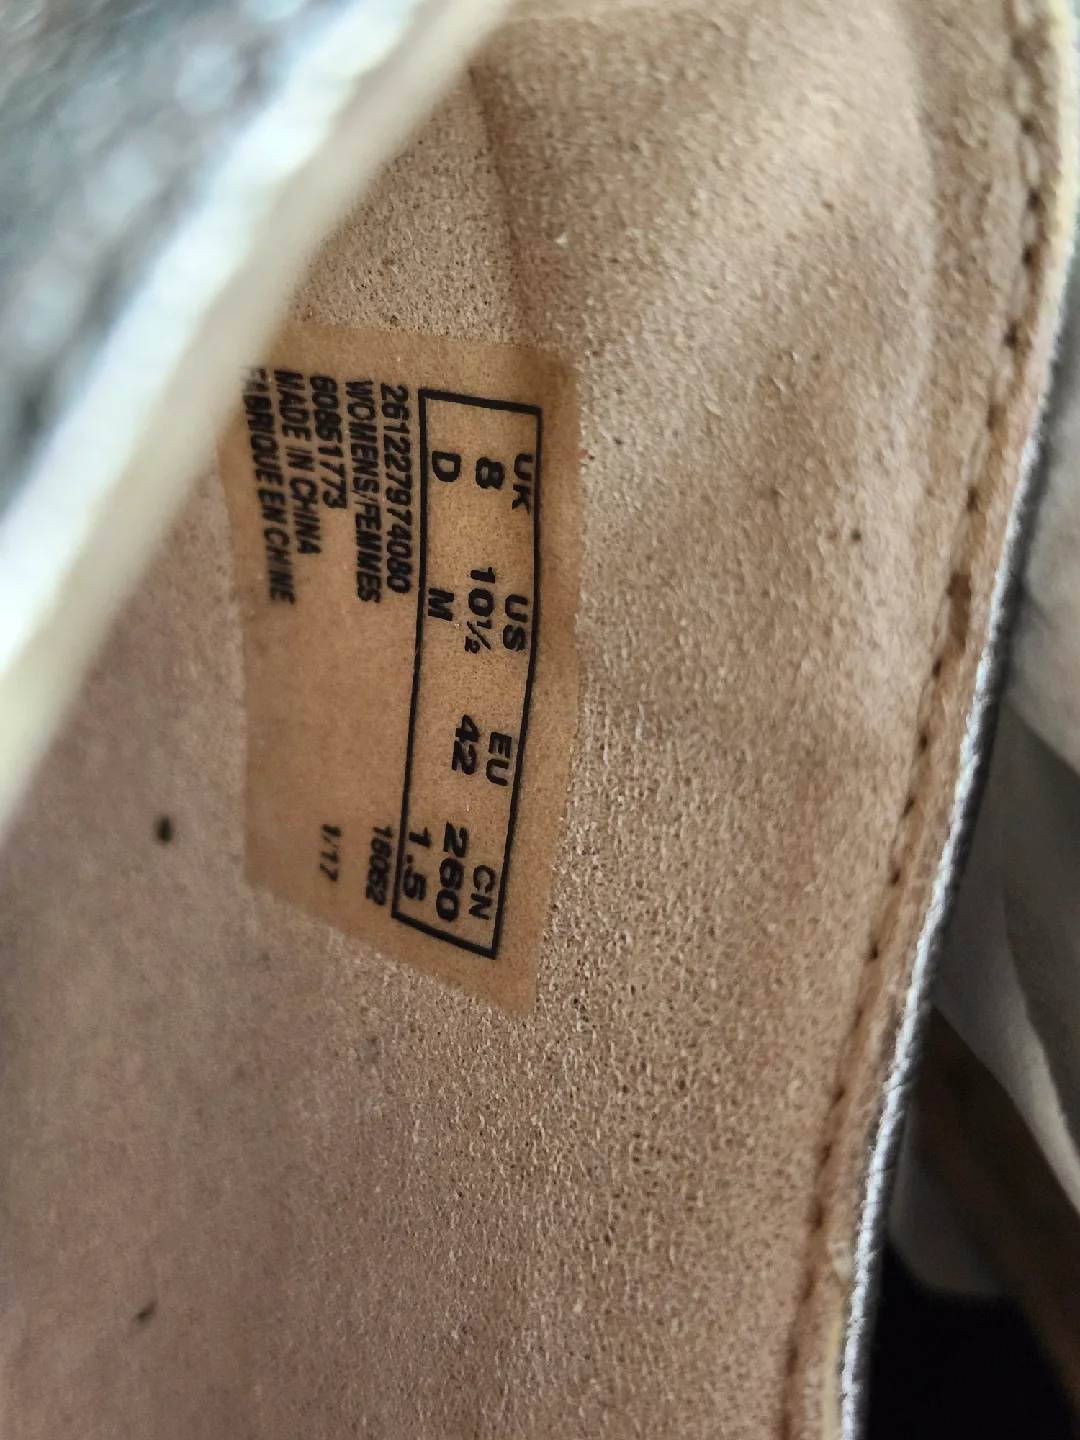 UK US EU CN
8 10½ 42 260
D M 1.5
261227974080 18062
WOMENS/FEMMES 1/17
60851773
MADE IN CHINA
FABRIQUE EN CHINE